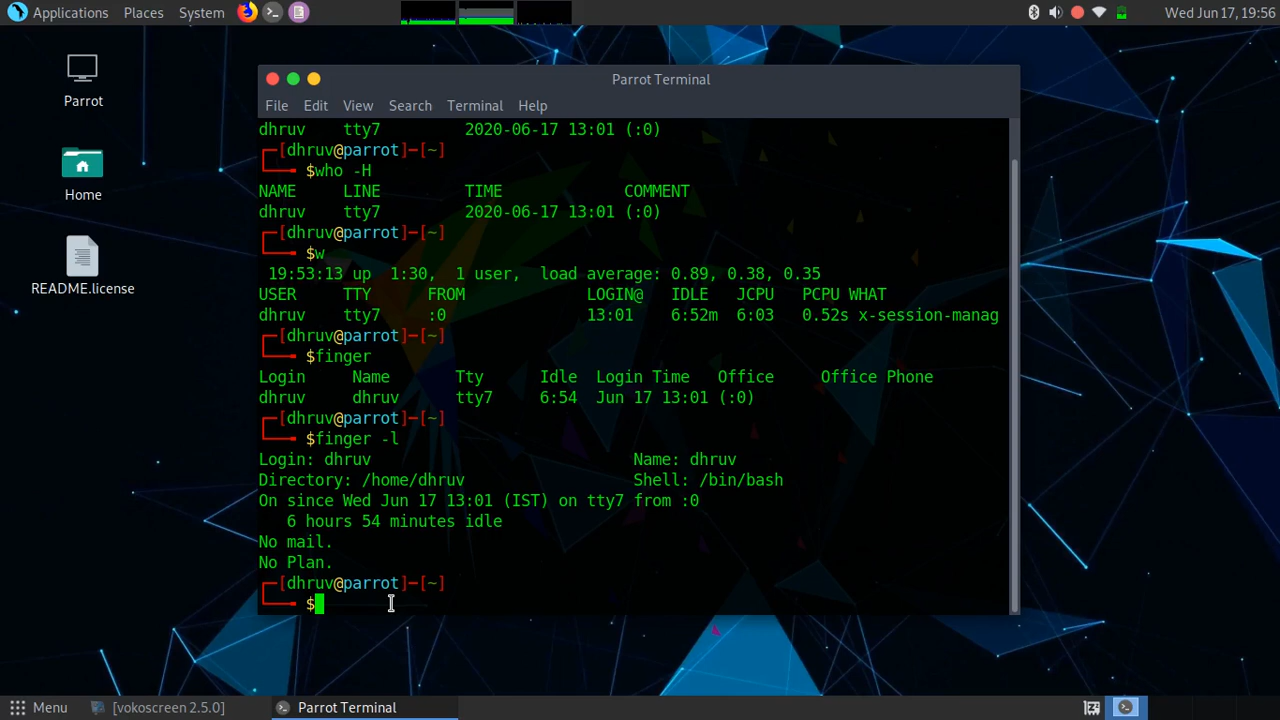 Applications Places System Wed Jun 17, 19:56
Parrot
Home
README.license
Parrot Terminal
File Edit View Search Terminal Help
dhruv    tty7         2020-06-17 13:01 (:0)
┌─[dhruv@parrot]─[~]
└──╼ $who -H
NAME     LINE         TIME             COMMENT
dhruv    tty7         2020-06-17 13:01 (:0)
┌─[dhruv@parrot]─[~]
└──╼ $w
 19:53:13 up  1:30,  1 user,  load average: 0.89, 0.38, 0.35
USER     TTY      FROM             LOGIN@   IDLE   JCPU   PCPU WHAT
dhruv    tty7     :0               13:01    6:52m  6:03   0.52s x-session-manag
┌─[dhruv@parrot]─[~]
└──╼ $finger
Login     Name       Tty      Idle  Login Time   Office     Office Phone
dhruv     dhruv      tty7     6:54  Jun 17 13:01 (:0)
┌─[dhruv@parrot]─[~]
└──╼ $finger -l
Login: dhruv                            Name: dhruv
Directory: /home/dhruv                  Shell: /bin/bash
On since Wed Jun 17 13:01 (IST) on tty7 from :0
   6 hours 54 minutes idle
No mail.
No Plan.
┌─[dhruv@parrot]─[~]
└──╼ $
Menu [vokoscreen 2.5.0] Parrot Terminal